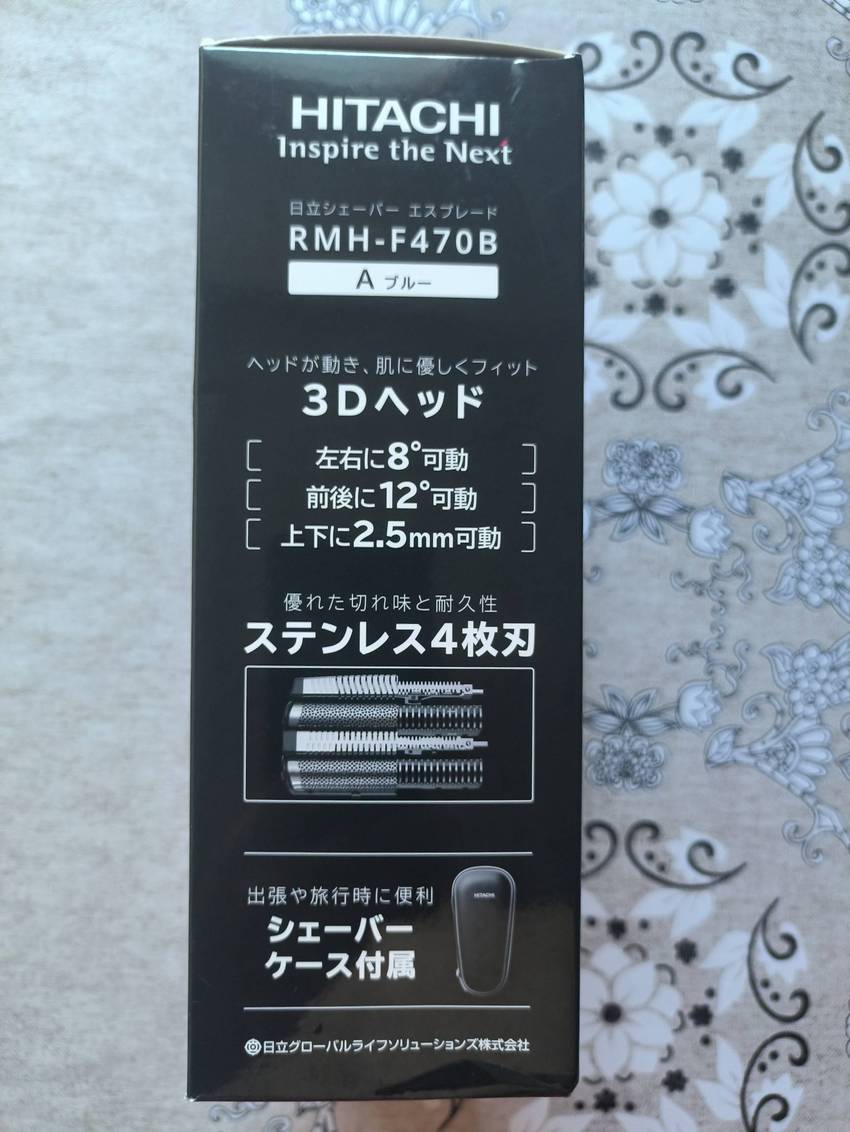 HITACHI
Inspire the Next
日立シェーバー エスブレード
RMH-F470B
A ブルー
ヘッドが動き、肌に優しくフィット
3Dヘッド
左右に8°可動
前後に12°可動
上下に2.5mm可動
優れた切れ味と耐久性
ステンレス4枚刃
出張や旅行時に便利
シェーバー
ケース付属
HITACHI
日立グローバルライフソリューションズ株式会社